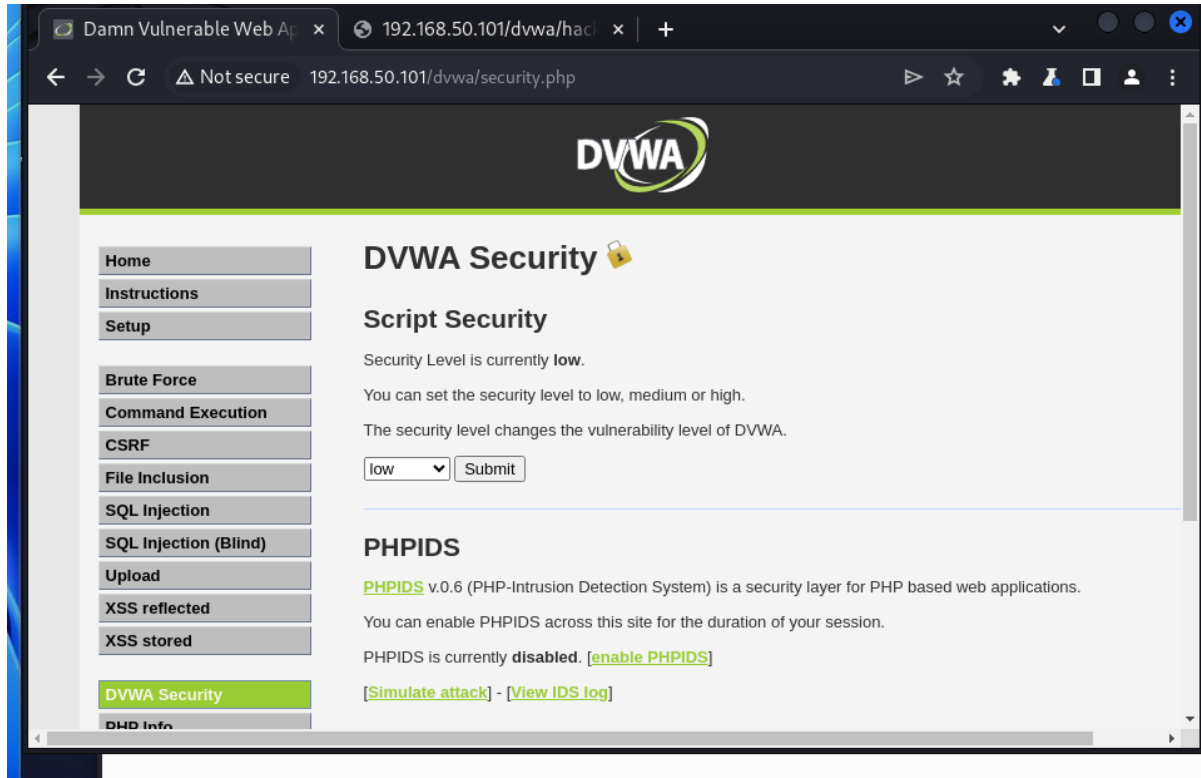 Damn Vulnerable Web Ap
192.168.50.101/dvwa/hack
Not secure 192.168.50.101/dvwa/security.php
DVWA
Home
Instructions
Setup
Brute Force
Command Execution
CSRF
File Inclusion
SQL Injection
SQL Injection (Blind)
Upload
XSS reflected
XSS stored
DVWA Security
PHP Info
DVWA Security
Script Security
Security Level is currently low.
You can set the security level to low, medium or high.
The security level changes the vulnerability level of DVWA.
low Submit
PHPIDS
PHPIDS v.0.6 (PHP-Intrusion Detection System) is a security layer for PHP based web applications.
You can enable PHPIDS across this site for the duration of your session.
PHPIDS is currently disabled. [enable PHPIDS]
[Simulate attack] - [View IDS log]